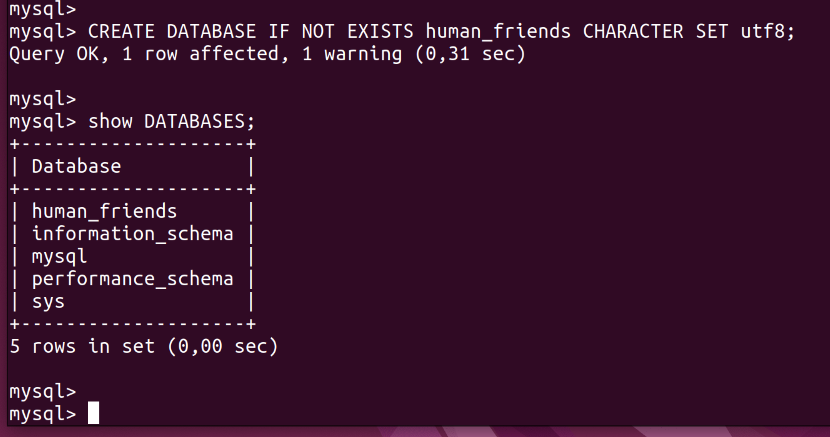 mysql>
mysql> CREATE DATABASE IF NOT EXISTS human_friends CHARACTER SET utf8;
Query OK, 1 row affected, 1 warning (0,31 sec)
mysql>
mysql> show DATABASES;
+--------------------+
| Database           |
+--------------------+
| human_friends      |
| information_schema |
| mysql              |
| performance_schema |
| sys                |
+--------------------+
5 rows in set (0,00 sec)
mysql>
mysql>